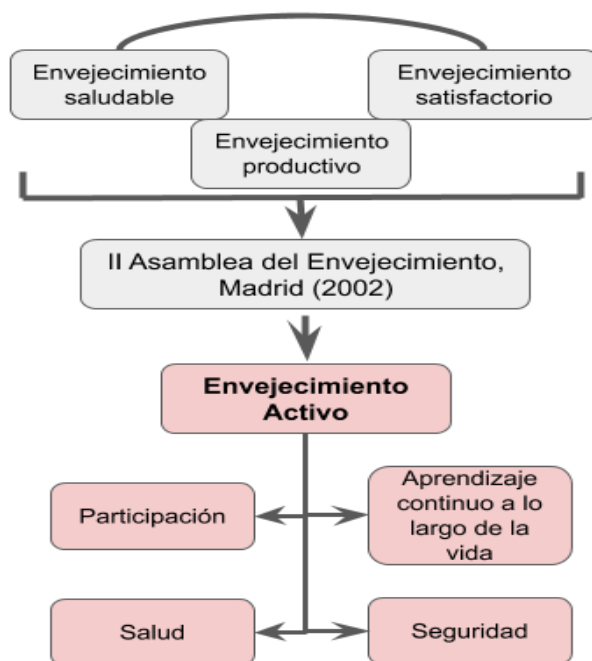 Envejecimiento
saludable
Envejecimiento
satisfactorio
Envejecimiento
productivo
II Asamblea del Envejecimiento,
Madrid (2002)
Envejecimiento
Activo
Participación
Aprendizaje
continuo a lo
largo de la
vida
Salud
Seguridad